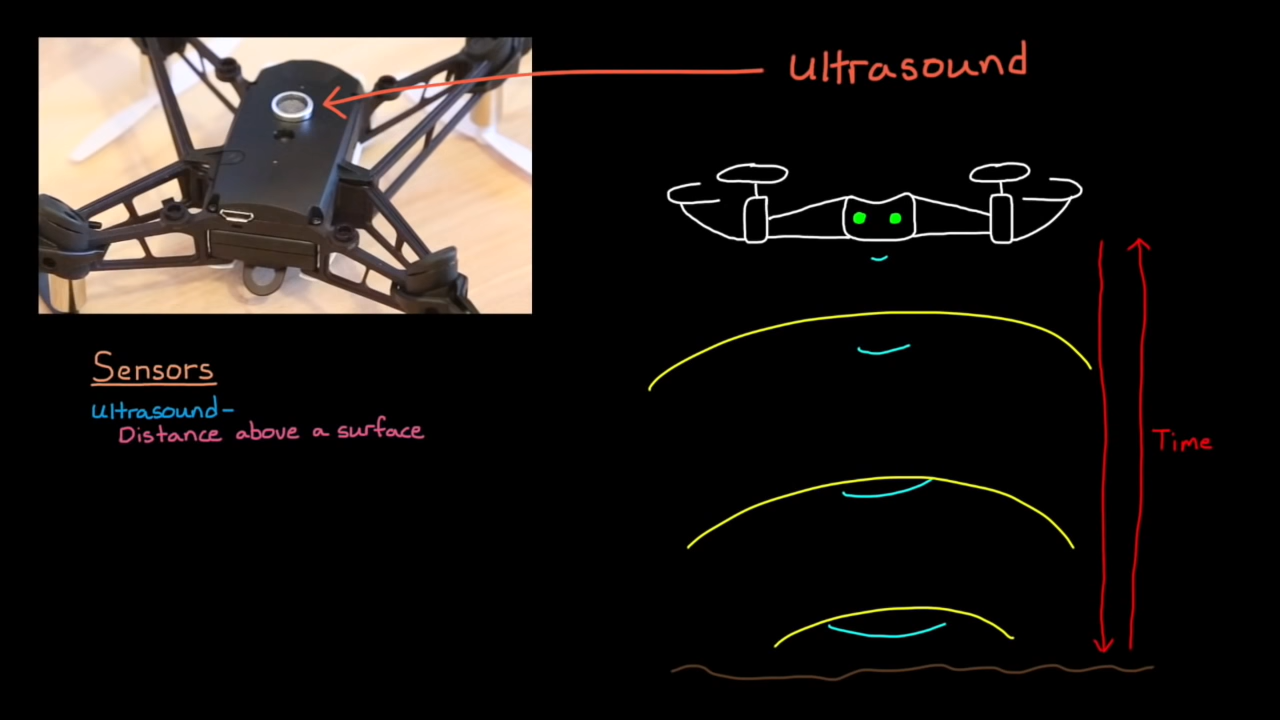 Ultrasound
Sensors
Ultrasound-
Distance above a surface
Time